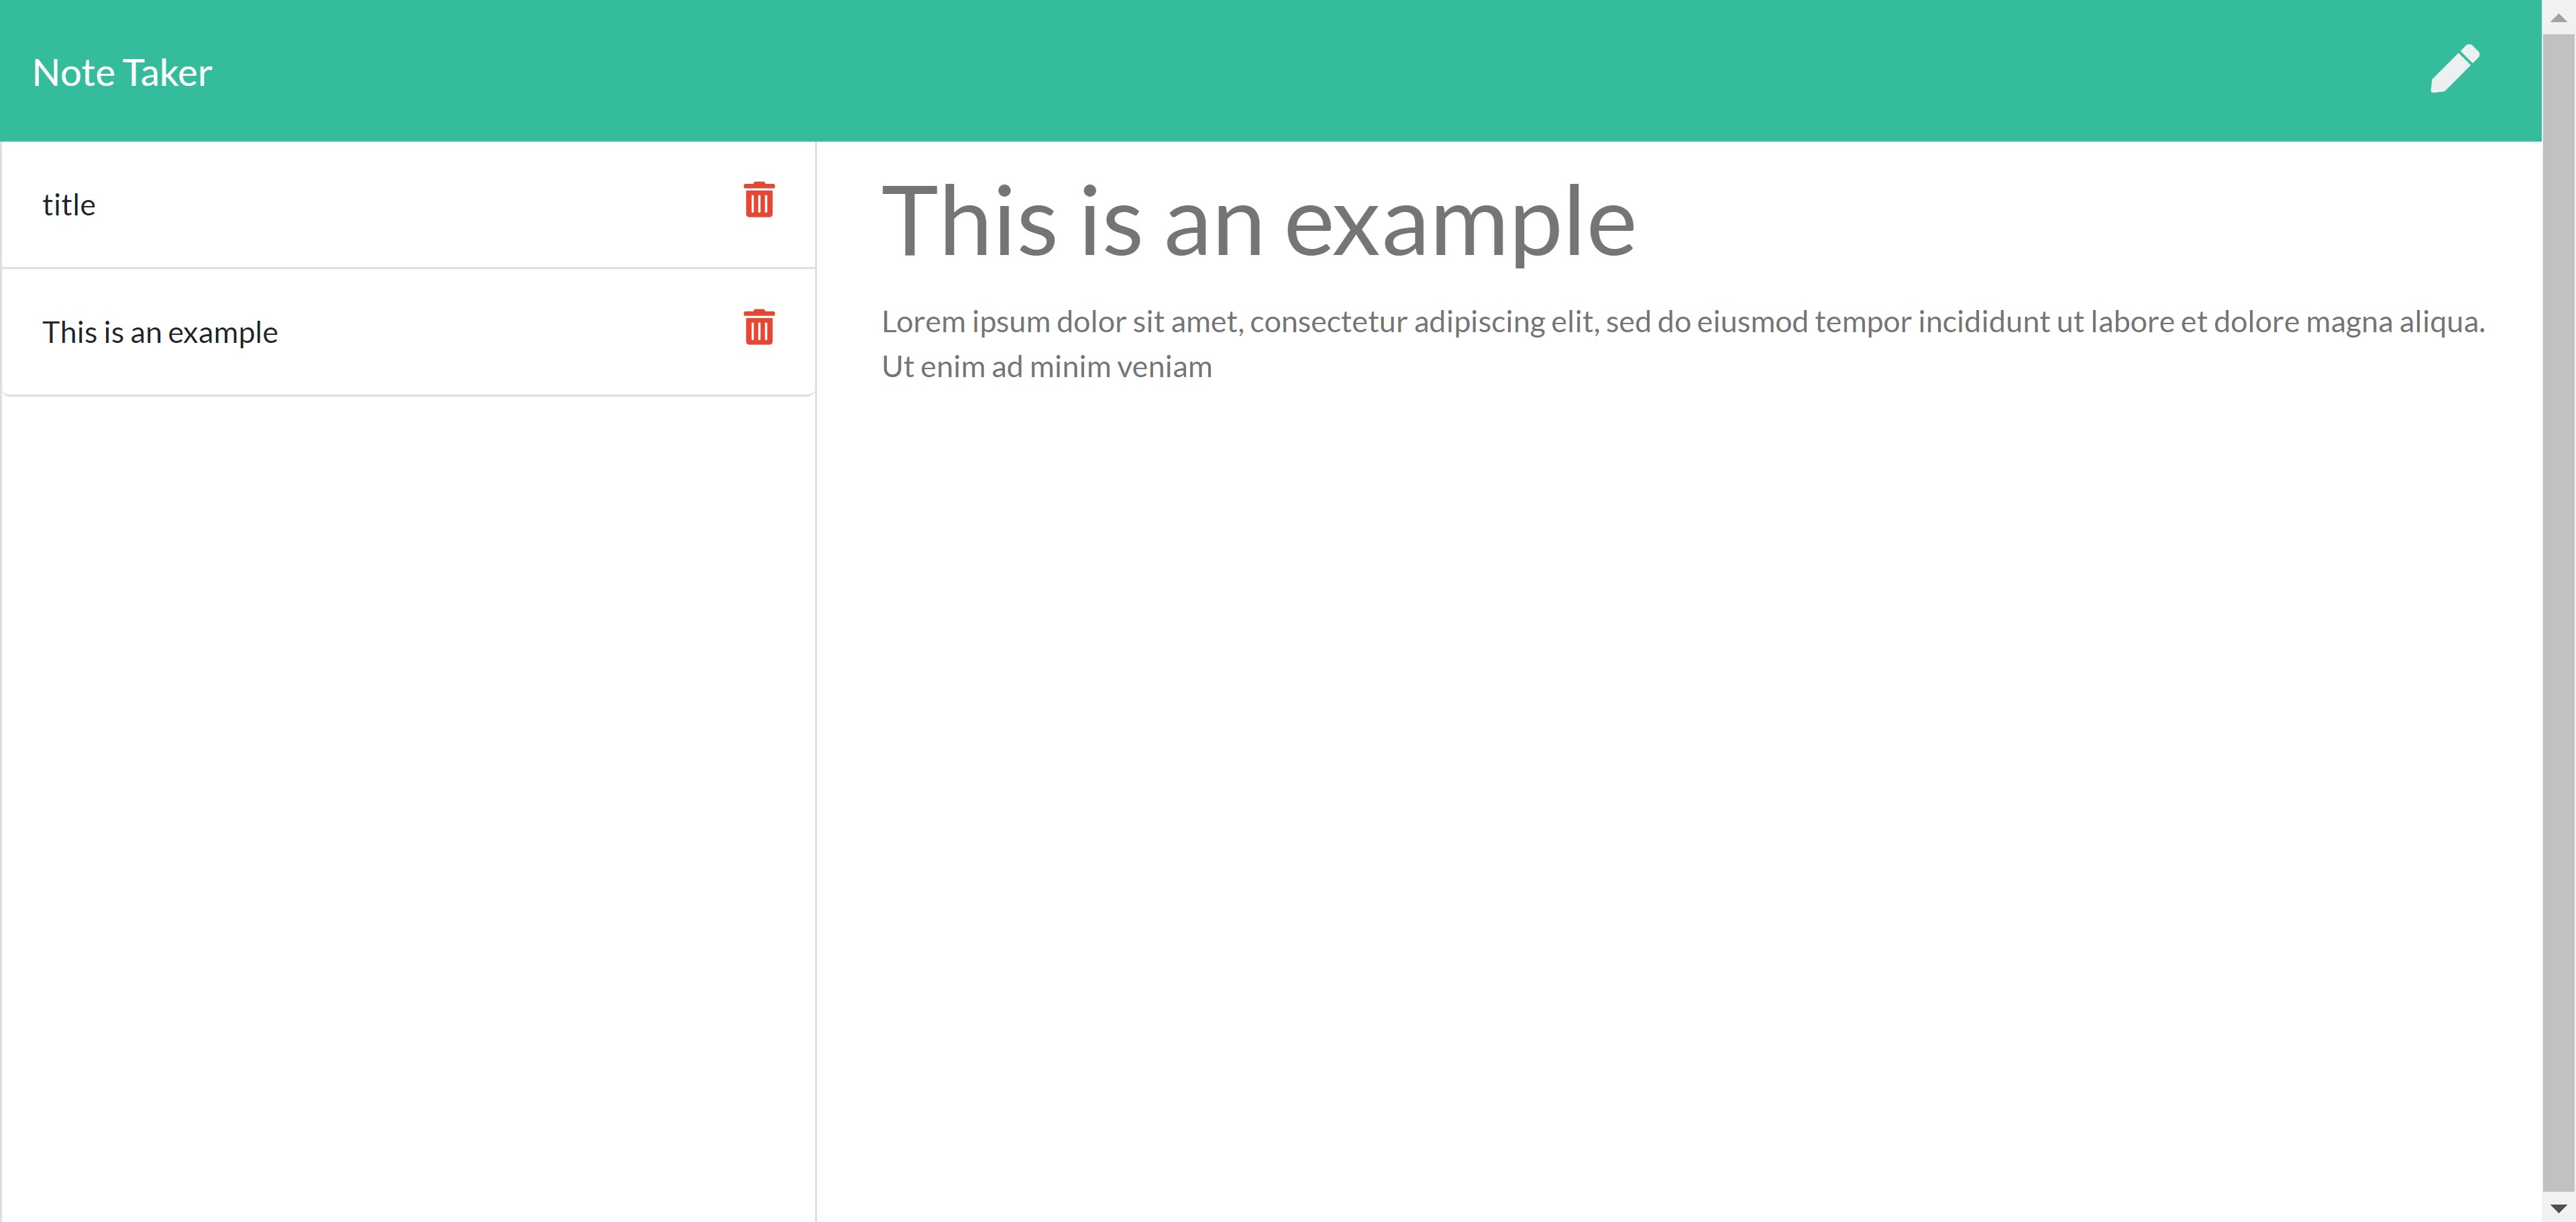 Note Taker
title
This is an example
This is an example
Lorem ipsum dolor sit amet, consectetur adipiscing elit, sed do eiusmod tempor incididunt ut labore et dolore magna aliqua.
Ut enim ad minim veniam